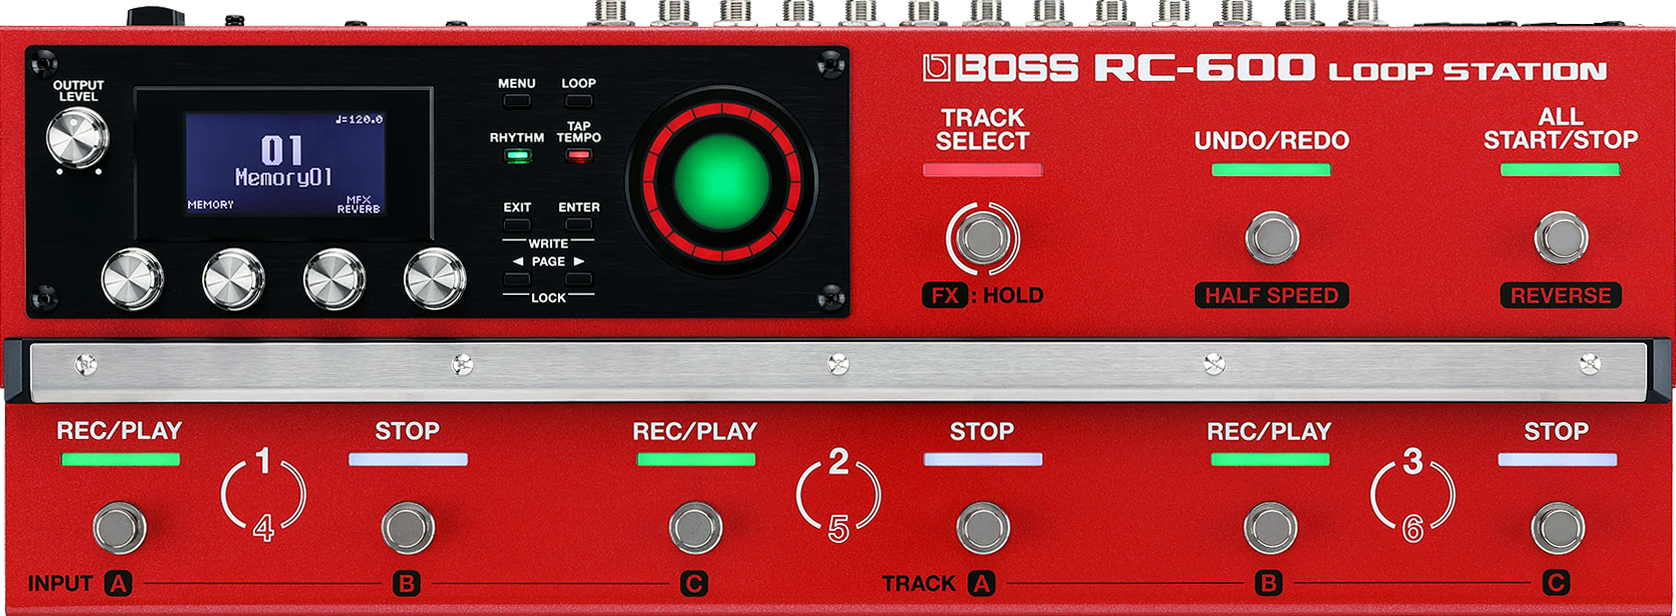 BOSS RC-600 LOOP STATION
OUTPUT
LEVEL
♩=120.0
01
Memory01
MEMORY
MFX
REVERB
MENU
LOOP
RHYTHM
TAP
TEMPO
EXIT
ENTER
WRITE
◀ PAGE ▶
LOCK
TRACK
SELECT
FX : HOLD
UNDO/REDO
HALF SPEED
ALL
START/STOP
REVERSE
REC/PLAY
1
4
STOP
REC/PLAY
2
5
STOP
REC/PLAY
3
6
STOP
INPUT A B C
TRACK A B C